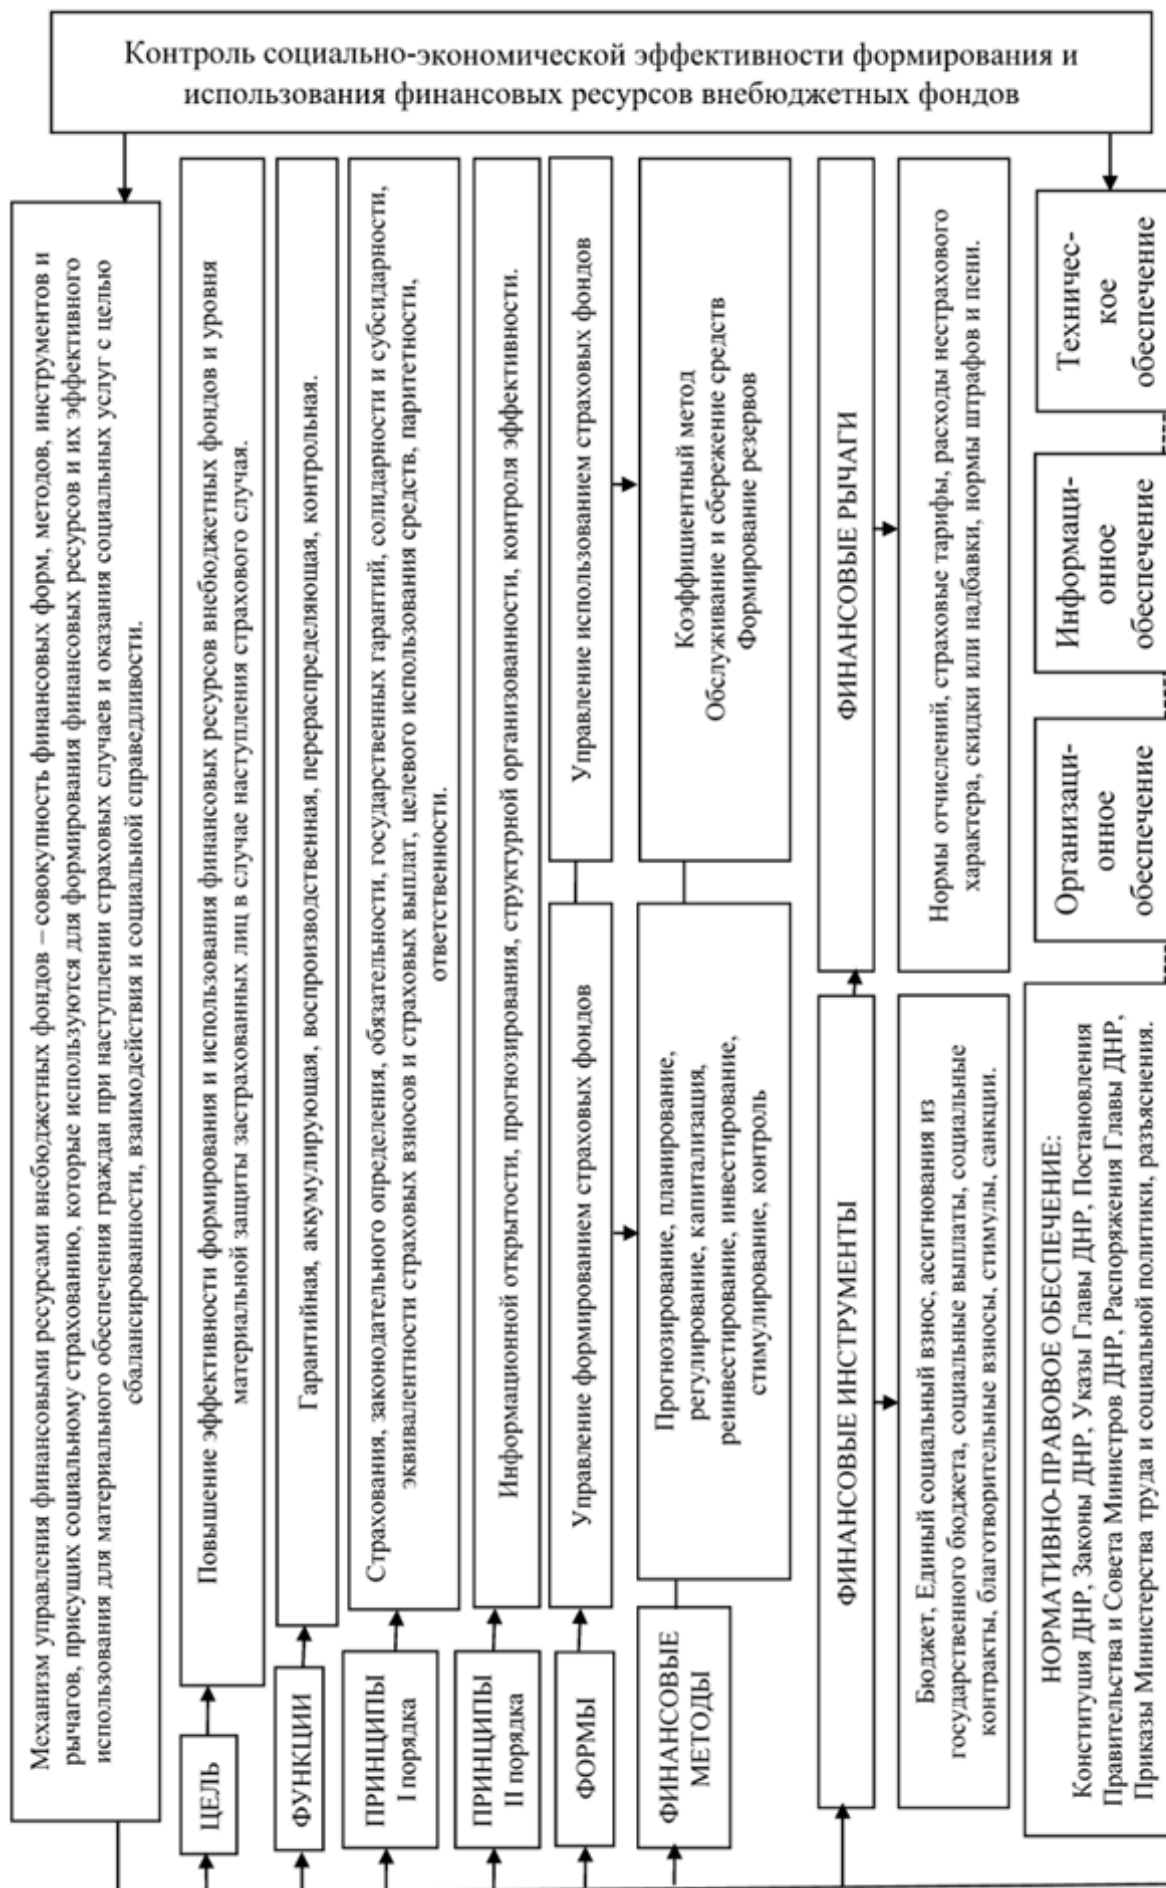 Контроль социально-экономической эффективности формирования и
использования финансовых ресурсов внебюджетных фондов
Механизм управления финансовыми ресурсами внебюджетных фондов – совокупность финансовых форм, методов, инструментов и
рычагов, присущих социальному страхованию, которые используются для формирования финансовых ресурсов и их эффективного
использования для материального обеспечения граждан при наступлении страховых случаев и оказания социальных услуг с целью
сбалансированности, взаимодействия и социальной справедливости.
ЦЕЛЬ
Повышение эффективности формирования и использования финансовых ресурсов внебюджетных фондов и уровня
материальной защиты застрахованных лиц в случае наступления страхового случая.
ФУНКЦИИ
Гарантийная, аккумулирующая, воспроизводственная, перераспределяющая, контрольная.
ПРИНЦИПЫ
I порядка
Страхования, законодательного определения, обязательности, государственных гарантий, солидарности и субсидарности,
эквивалентности страховых взносов и страховых выплат, целевого использования средств, паритетности,
ответственности.
ПРИНЦИПЫ
II порядка
Информационной открытости, прогнозирования, структурной организованности, контроля эффективности.
ФОРМЫ
Управление формированием страховых фондов
Управление использованием страховых фондов
ФИНАНСОВЫЕ
МЕТОДЫ
Прогнозирование, планирование,
регулирование, капитализация,
реинвестирование, инвестирование,
стимулирование, контроль
Коэффициентный метод
Обслуживание и сбережение средств
Формирование резервов
ФИНАНСОВЫЕ ИНСТРУМЕНТЫ
ФИНАНСОВЫЕ РЫЧАГИ
Бюджет, Единый социальный взнос, ассигнования из
государственного бюджета, социальные выплаты, социальные
контракты, благотворительные взносы, стимулы, санкции.
Нормы отчислений, страховые тарифы, расходы нестрахового
характера, скидки или надбавки, нормы штрафов и пени.
НОРМАТИВНО-ПРАВОВОЕ ОБЕСПЕЧЕНИЕ:
Конституция ДНР, Законы ДНР, Указы Главы ДНР, Постановления
Правительства и Совета Министров ДНР, Распоряжения Главы ДНР,
Приказы Министерства труда и социальной политики, разъяснения.
Организаци-
онное
обеспечение
Информаци-
онное
обеспечение
Техничес-
кое
обеспечение